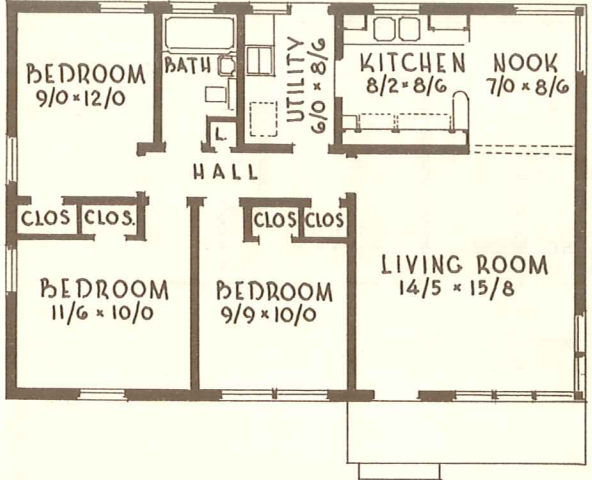 BEDROOM
9/0 × 12/0
BATH
L.
UTILITY
6/0 × 8/6
KITCHEN
8/2 × 8/6
NOOK
7/0 × 8/6
HALL
CLOS
CLOS.
CLOS
CLOS
BEDROOM
11/6 × 10/0
BEDROOM
9/9 × 10/0
LIVING ROOM
14/5 × 15/8